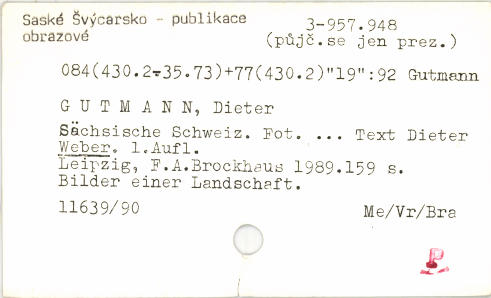 Saské Švýcarsko - publikace
obrazové
3-957.948
(půjč.se jen prez.)
084(430.2-35.73)+77(430.2)"19":92 Gutmann
G U T M A N N, Dieter
Sächsische Schweiz. Fot. ... Text Dieter
Weber. 1.Aufl.
Leipzig, F.A.Brockhaus 1989.159 s.
Bilder einer Landschaft.
11639/90
Me/Vr/Bra
P